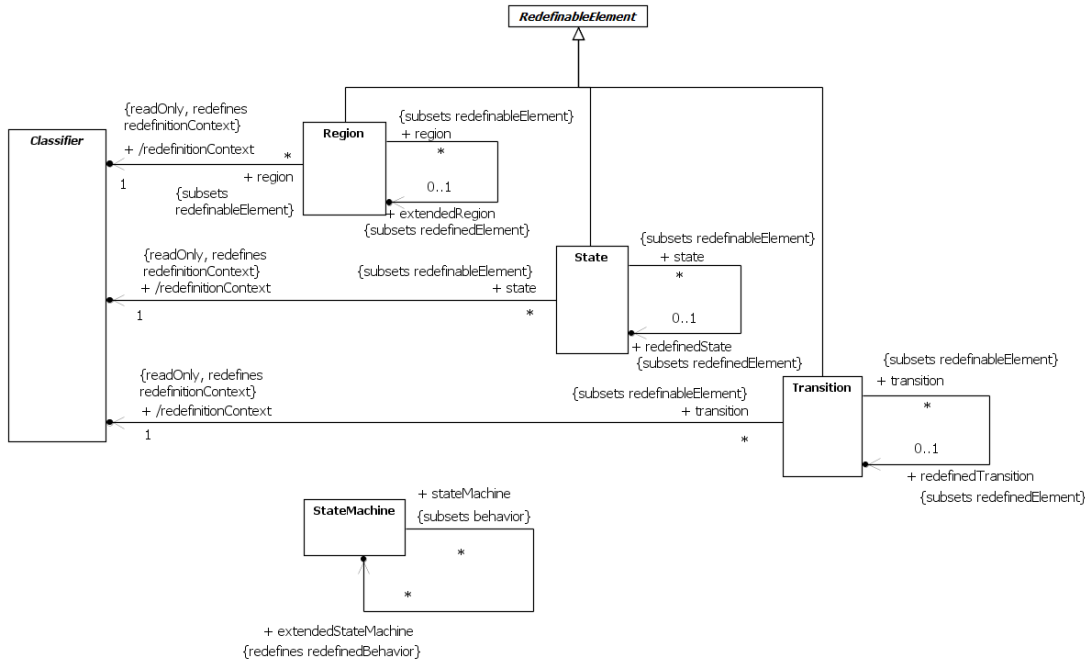 RedefinableElement
{readOnly, redefines
redefinitionContext}
+ /redefinitionContext
1
Classifier
Region
*
+ region
{subsets
redefinableElement}
{subsets redefinableElement}
+ region
*
0..1
+ extendedRegion
{subsets redefinedElement}
{readOnly, redefines
redefinitionContext}
+ /redefinitionContext
1
{subsets redefinableElement}
+ state
*
State
{subsets redefinableElement}
+ state
*
0..1
+ redefinedState
{subsets redefinedElement}
{readOnly, redefines
redefinitionContext}
+ /redefinitionContext
1
{subsets redefinableElement}
+ transition
*
Transition
{subsets redefinableElement}
+ transition
*
0..1
+ redefinedTransition
{subsets redefinedElement}
StateMachine
+ stateMachine
{subsets behavior}
*
*
+ extendedStateMachine
{redefines redefinedBehavior}